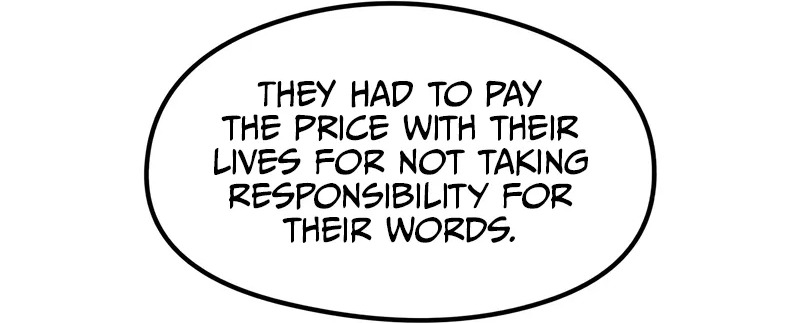 THEY HAD TO PAY
THE PRICE WITH THEIR
LIVES FOR NOT TAKING
RESPONSIBILITY FOR
THEIR WORDS.